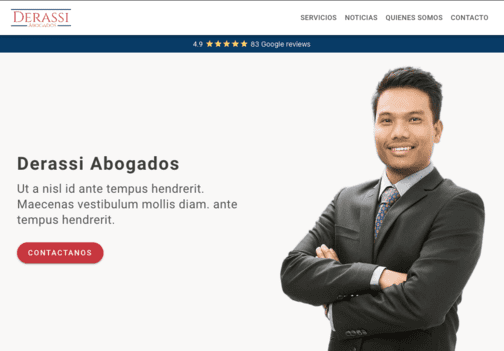 DERASSI
ABOGADOS
SERVICIOS NOTICIAS QUIENES SOMOS CONTACTO
4.9 ★★★★★ 83 Google reviews
Derassi Abogados
Ut a nisl id ante tempus hendrerit.
Maecenas vestibulum mollis diam. ante
tempus hendrerit.
CONTACTANOS